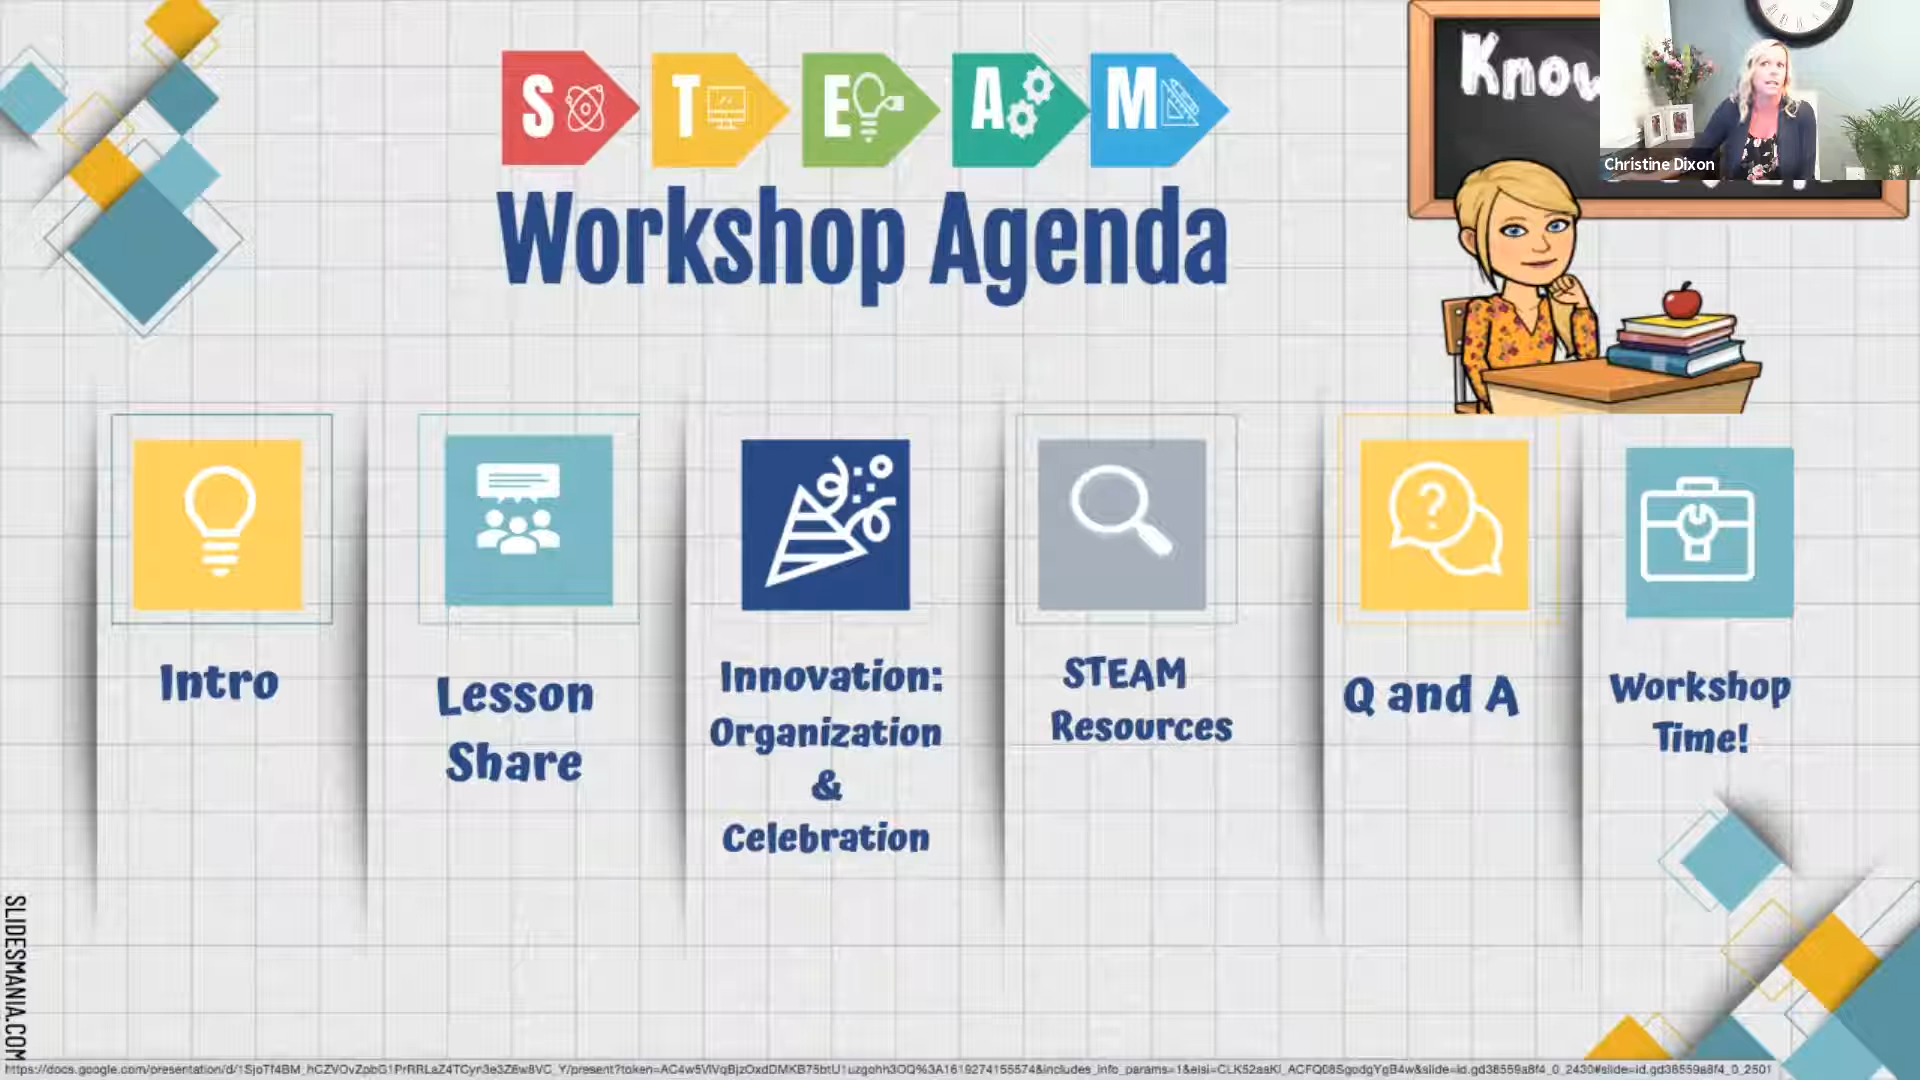 S T E A M
Workshop Agenda
Christine Dixon
Intro
Lesson
Share
Innovation:
Organization
&
Celebration
STEAM
Resources
Q and A
Workshop
Time!
SLIDESMANIA.COM